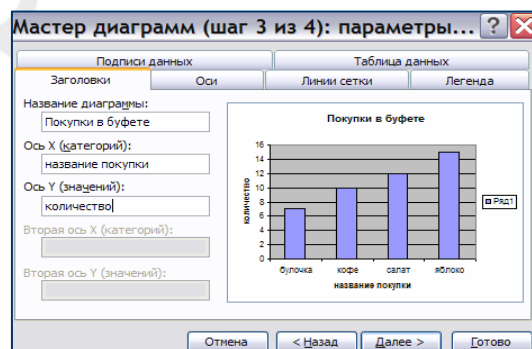 Мастер диаграмм (шаг 3 из 4): параметры...
Подписи данных
Таблица данных
Заголовки
Оси
Линии сетки
Легенда
Название диаграммы:
Покупки в буфете
Ось X (категорий):
название покупки
Ось Y (значений):
количество
Вторая ось X (категорий):
Вторая ось Y (значений):
Покупки в буфете
количество
16
14
12
10
8
6
4
2
0
булочка кофе салат яблоко
название покупки
Ряд1
Отмена
< Назад
Далее >
Готово